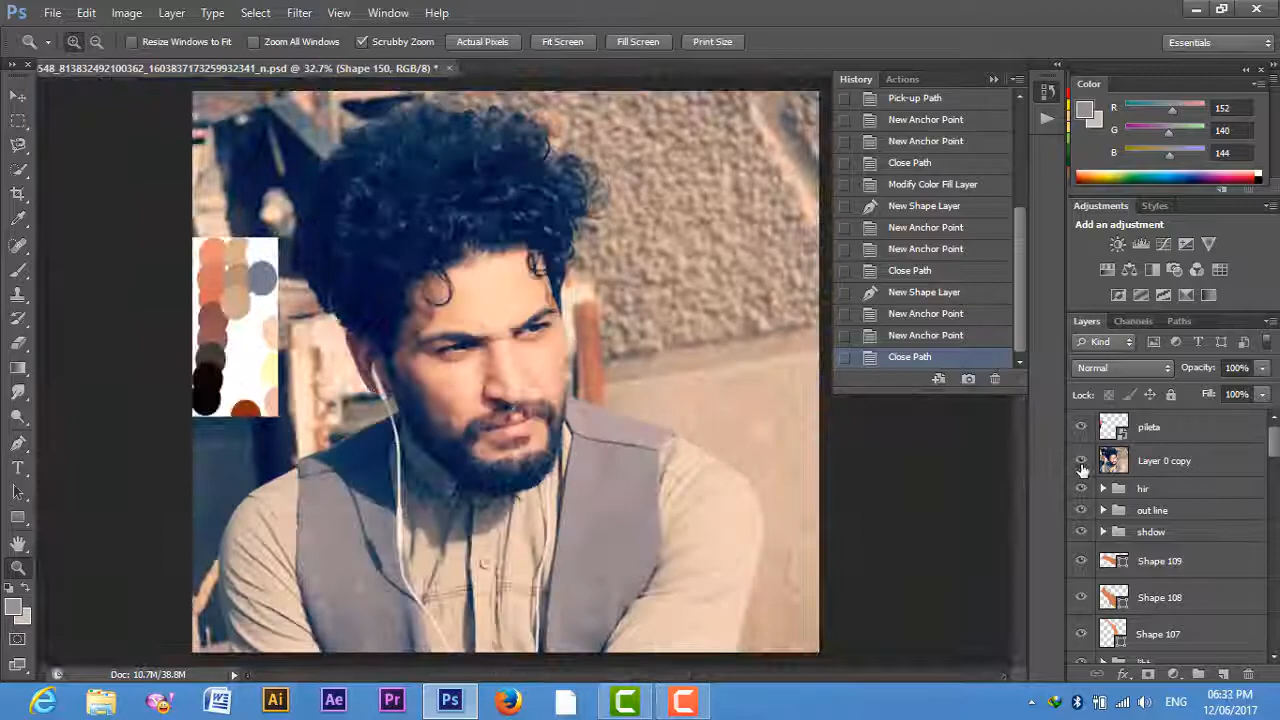 Ps File Edit Image Layer Type Select Filter View Window Help
Resize Windows to Fit Zoom All Windows Scrubby Zoom Actual Pixels Fit Screen Fill Screen Print Size Essentials
548_813832492100362_1603837173259932341_n.psd @ 32.7% (Shape 150, RGB/8) * ×
History Actions
Pick-up Path
New Anchor Point
New Anchor Point
Close Path
Modify Color Fill Layer
New Shape Layer
New Anchor Point
New Anchor Point
Close Path
New Shape Layer
New Anchor Point
New Anchor Point
Close Path
Color
R 152
G 140
B 144
Adjustments Styles
Add an adjustment
Layers Channels Paths
Kind
Normal Opacity: 100%
Lock: Fill: 100%
pileta
Layer 0 copy
hir
out line
shdow
Shape 109
Shape 108
Shape 107
Doc: 10.7M/38.8M
Ai Ae Pr Ps ENG
06:33 PM
12/06/2017